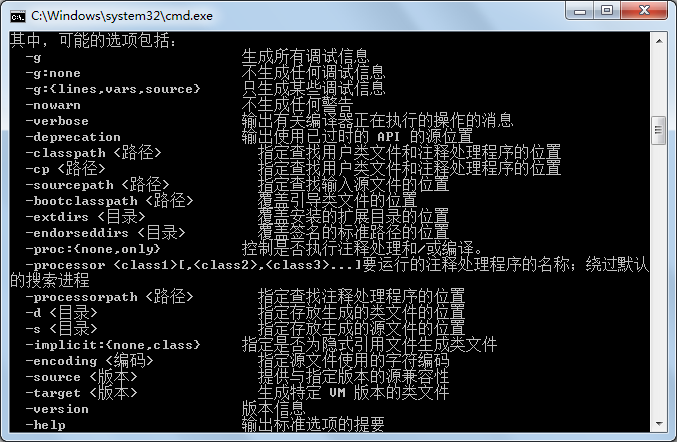 C:\Windows\system32\cmd.exe
其中，可能的选项包括：
-g 生成所有调试信息
-g:none 不生成任何调试信息
-g:{lines,vars,source} 只生成某些调试信息
-nowarn 不生成任何警告
-verbose 输出有关编译器正在执行的操作的消息
-deprecation 输出使用已过时的 API 的源位置
-classpath <路径> 指定查找用户类文件和注释处理程序的位置
-cp <路径> 指定查找用户类文件和注释处理程序的位置
-sourcepath <路径> 指定查找输入源文件的位置
-bootclasspath <路径> 覆盖引导类文件的位置
-extdirs <目录> 覆盖安装的扩展目录的位置
-endorseddirs <目录> 覆盖签名的标准路径的位置
-proc:{none,only} 控制是否执行注释处理和/或编译。
-processor <class1>[,<class2>,<class3>...]要运行的注释处理程序的名称；绕过默认
的搜索进程
-processorpath <路径> 指定查找注释处理程序的位置
-d <目录> 指定存放生成的类文件的位置
-s <目录> 指定存放生成的源文件的位置
-implicit:{none,class} 指定是否为隐式引用文件生成类文件
-encoding <编码> 指定源文件使用的字符编码
-source <版本> 提供与指定版本的源兼容性
-target <版本> 生成特定 VM 版本的类文件
-version 版本信息
-help 输出标准选项的提要